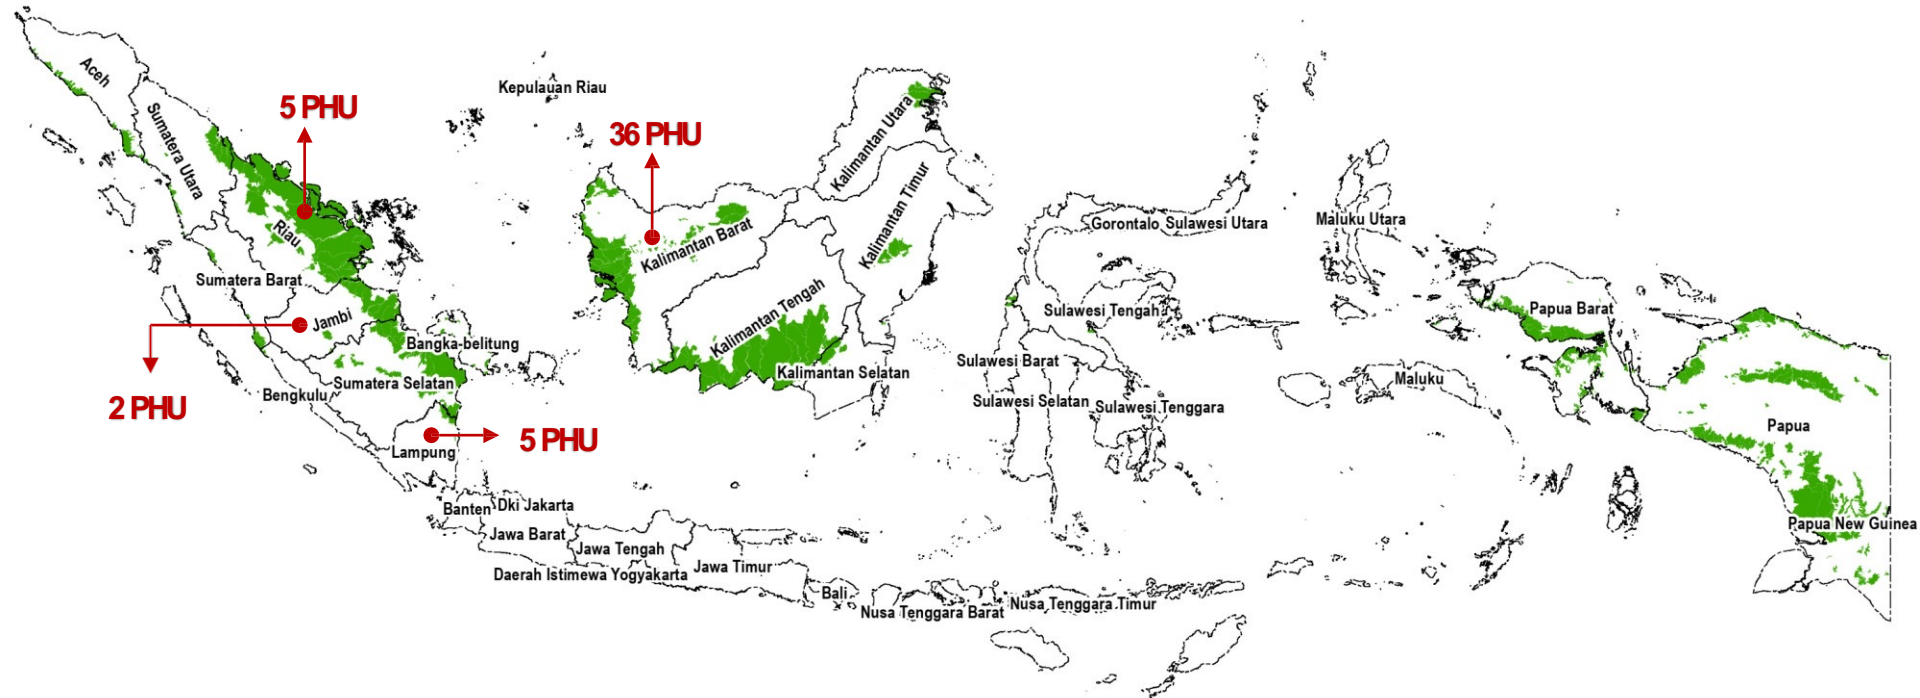 Aceh
Sumatera Utara
5 PHU
Riau
Kepulauan Riau
Sumatera Barat
Jambi
2 PHU
Bangka-belitung
Sumatera Selatan
Bengkulu
Lampung
5 PHU
36 PHU
Kalimantan Barat
Kalimantan Utara
Kalimantan Timur
Kalimantan Tengah
Kalimantan Selatan
Gorontalo
Sulawesi Utara
Sulawesi Tengah
Sulawesi Barat
Sulawesi Selatan
Sulawesi Tenggara
Maluku Utara
Maluku
Papua Barat
Papua
Papua New Guinea
Banten
Dki Jakarta
Jawa Barat
Jawa Tengah
Daerah Istimewa Yogyakarta
Jawa Timur
Bali
Nusa Tenggara Barat
Nusa Tenggara Timur